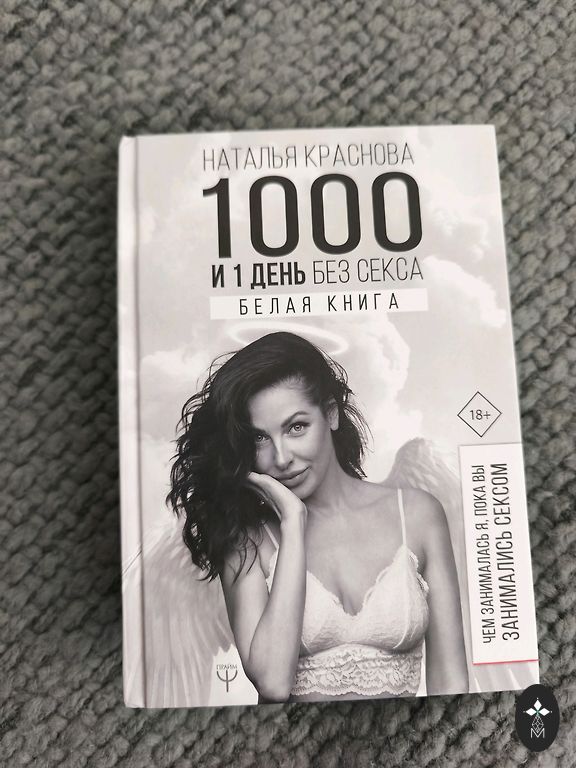 НАТАЛЬЯ КРАСНОВА
1000
И 1 ДЕНЬ БЕЗ СЕКСА
БЕЛАЯ КНИГА
18+
ЧЕМ ЗАНИМАЛАСЬ Я, ПОКА ВЫ
ЗАНИМАЛИСЬ СЕКСОМ
ПРАЙМ
М